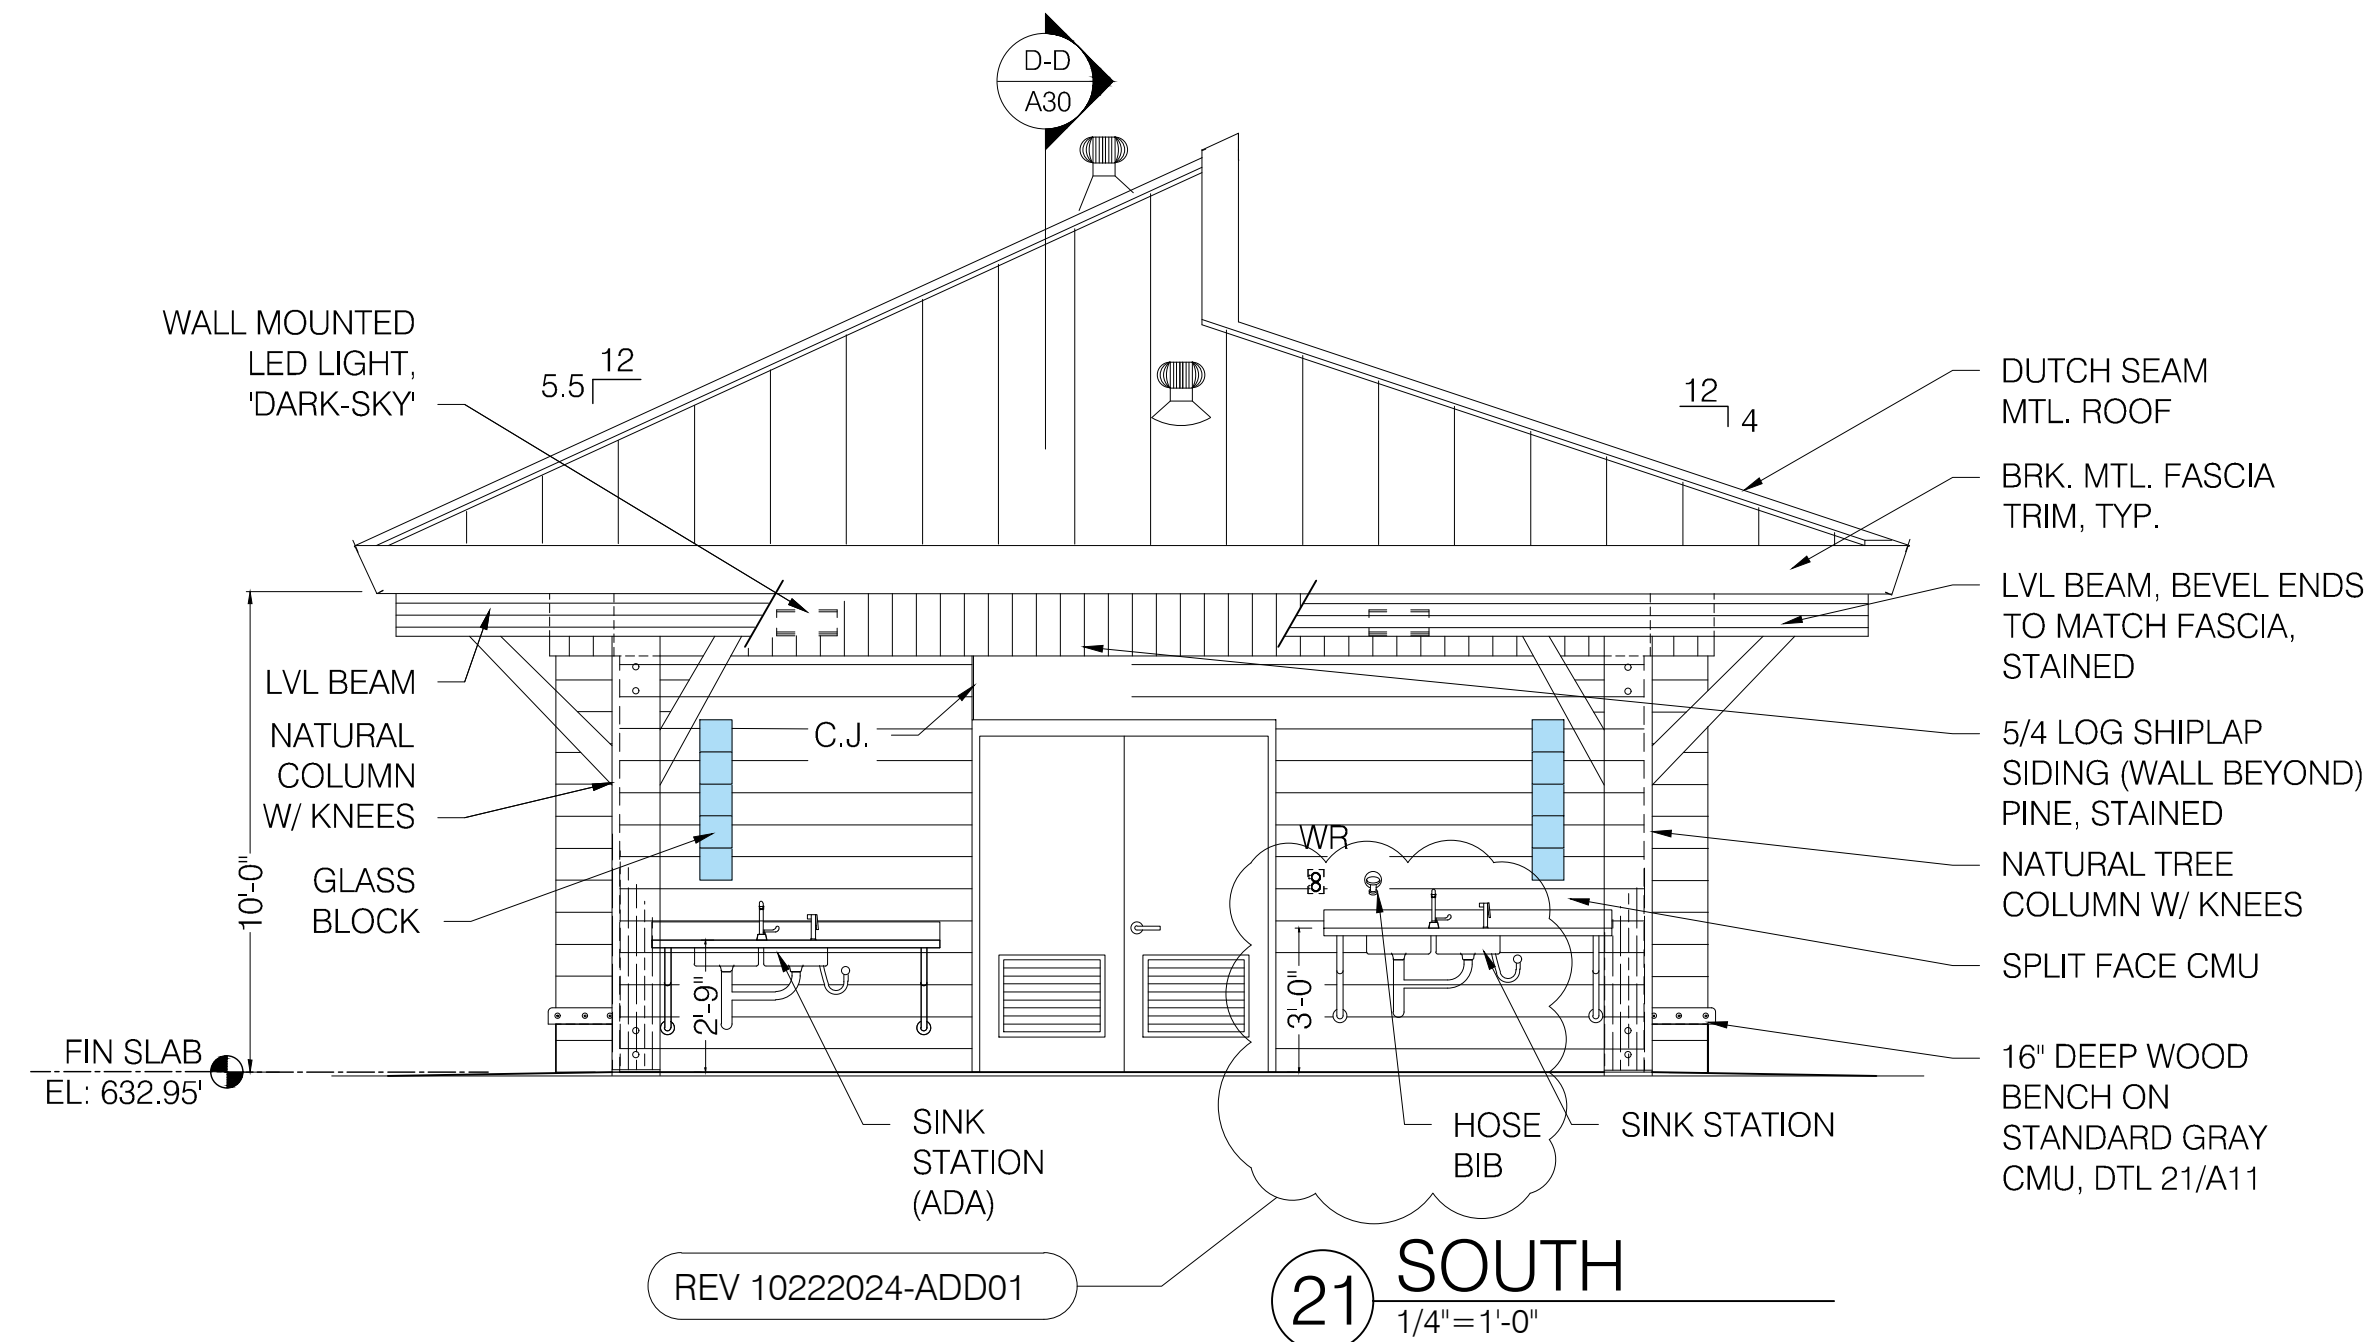 D-D
A30
WALL MOUNTED
LED LIGHT,
'DARK-SKY'
12
5.5
12
4
DUTCH SEAM
MTL. ROOF
BRK. MTL. FASCIA
TRIM, TYP.
LVL BEAM, BEVEL ENDS
TO MATCH FASCIA,
STAINED
5/4 LOG SHIPLAP
SIDING (WALL BEYOND)
PINE, STAINED
NATURAL TREE
COLUMN W/ KNEES
SPLIT FACE CMU
16" DEEP WOOD
BENCH ON
STANDARD GRAY
CMU, DTL 21/A11
LVL BEAM
NATURAL
COLUMN
W/ KNEES
GLASS
BLOCK
10'-0"
C.J.
WR
2'-9"
3'-0"
FIN SLAB
EL: 632.95'
SINK
STATION
(ADA)
HOSE
BIB
SINK STATION
REV 10222024-ADD01
21
SOUTH
1/4"=1'-0"